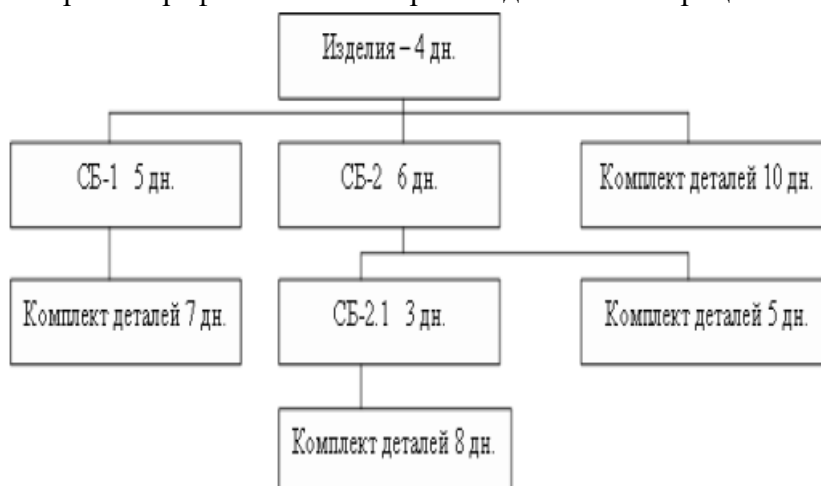 Изделия – 4 дн.
СБ-1 5 дн.
СБ-2 6 дн.
Комплект деталей 10 дн.
Комплект деталей 7 дн.
СБ-2.1 3 дн.
Комплект деталей 5 дн.
Комплект деталей 8 дн.